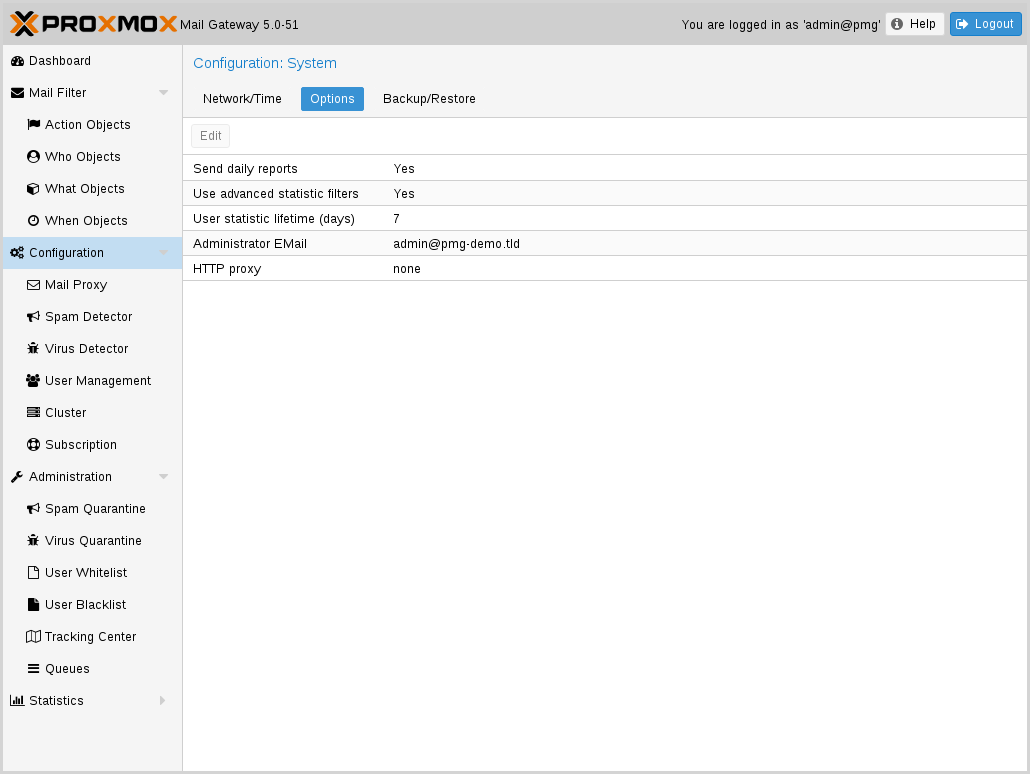 PROXMOX Mail Gateway 5.0-51
You are logged in as 'admin@pmg' Help Logout
Dashboard
Mail Filter
Action Objects
Who Objects
What Objects
When Objects
Configuration
Mail Proxy
Spam Detector
Virus Detector
User Management
Cluster
Subscription
Administration
Spam Quarantine
Virus Quarantine
User Whitelist
User Blacklist
Tracking Center
Queues
Statistics
Configuration: System
Network/Time Options Backup/Restore
Edit
Send daily reports Yes
Use advanced statistic filters Yes
User statistic lifetime (days) 7
Administrator EMail admin@pmg-demo.tld
HTTP proxy none